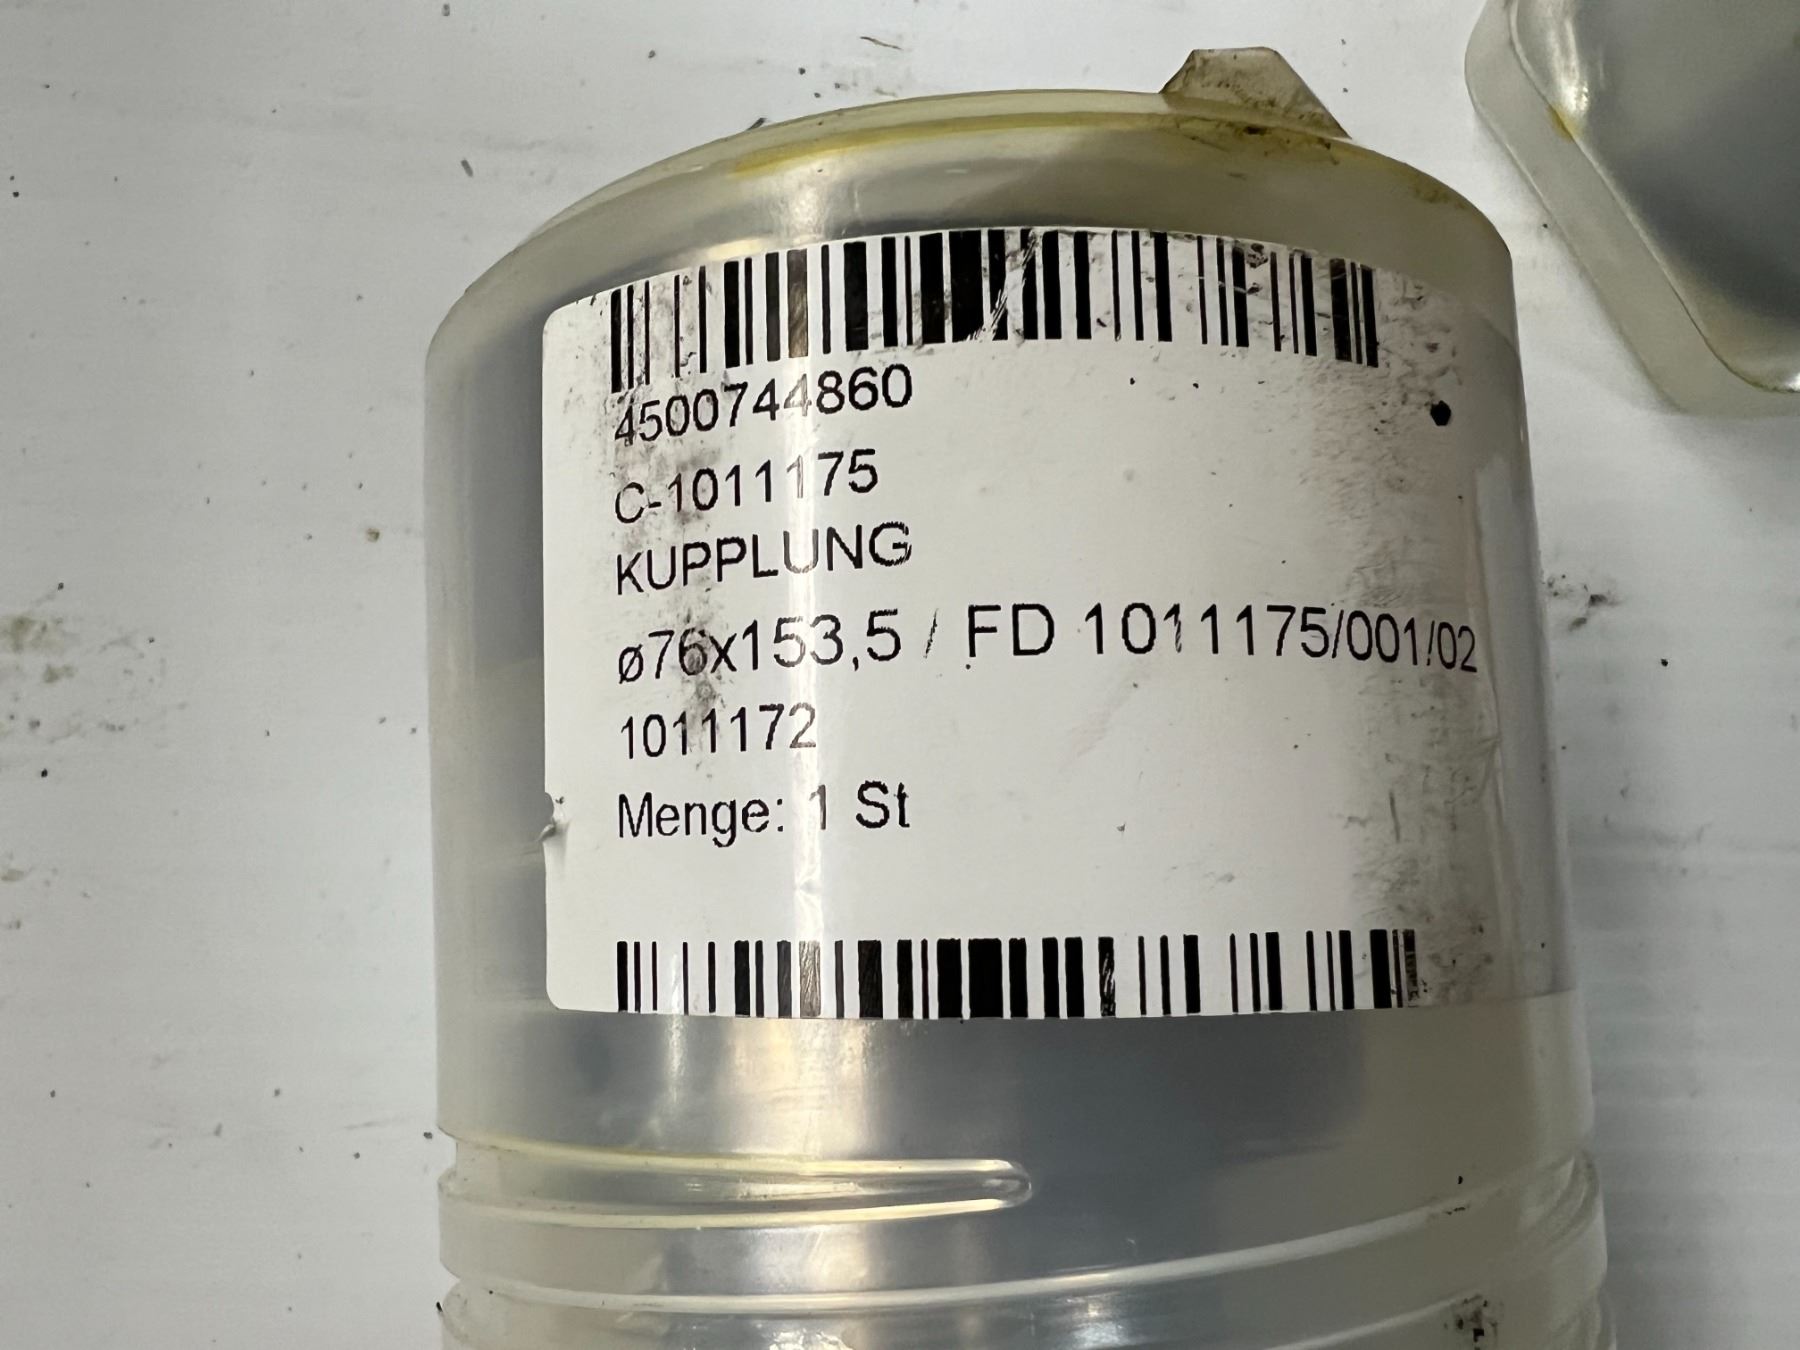 4500744860
C-1011175
KUPPLUNG
ø76x153,5 / FD 1011175/001/02
1011172
Menge: 1 St